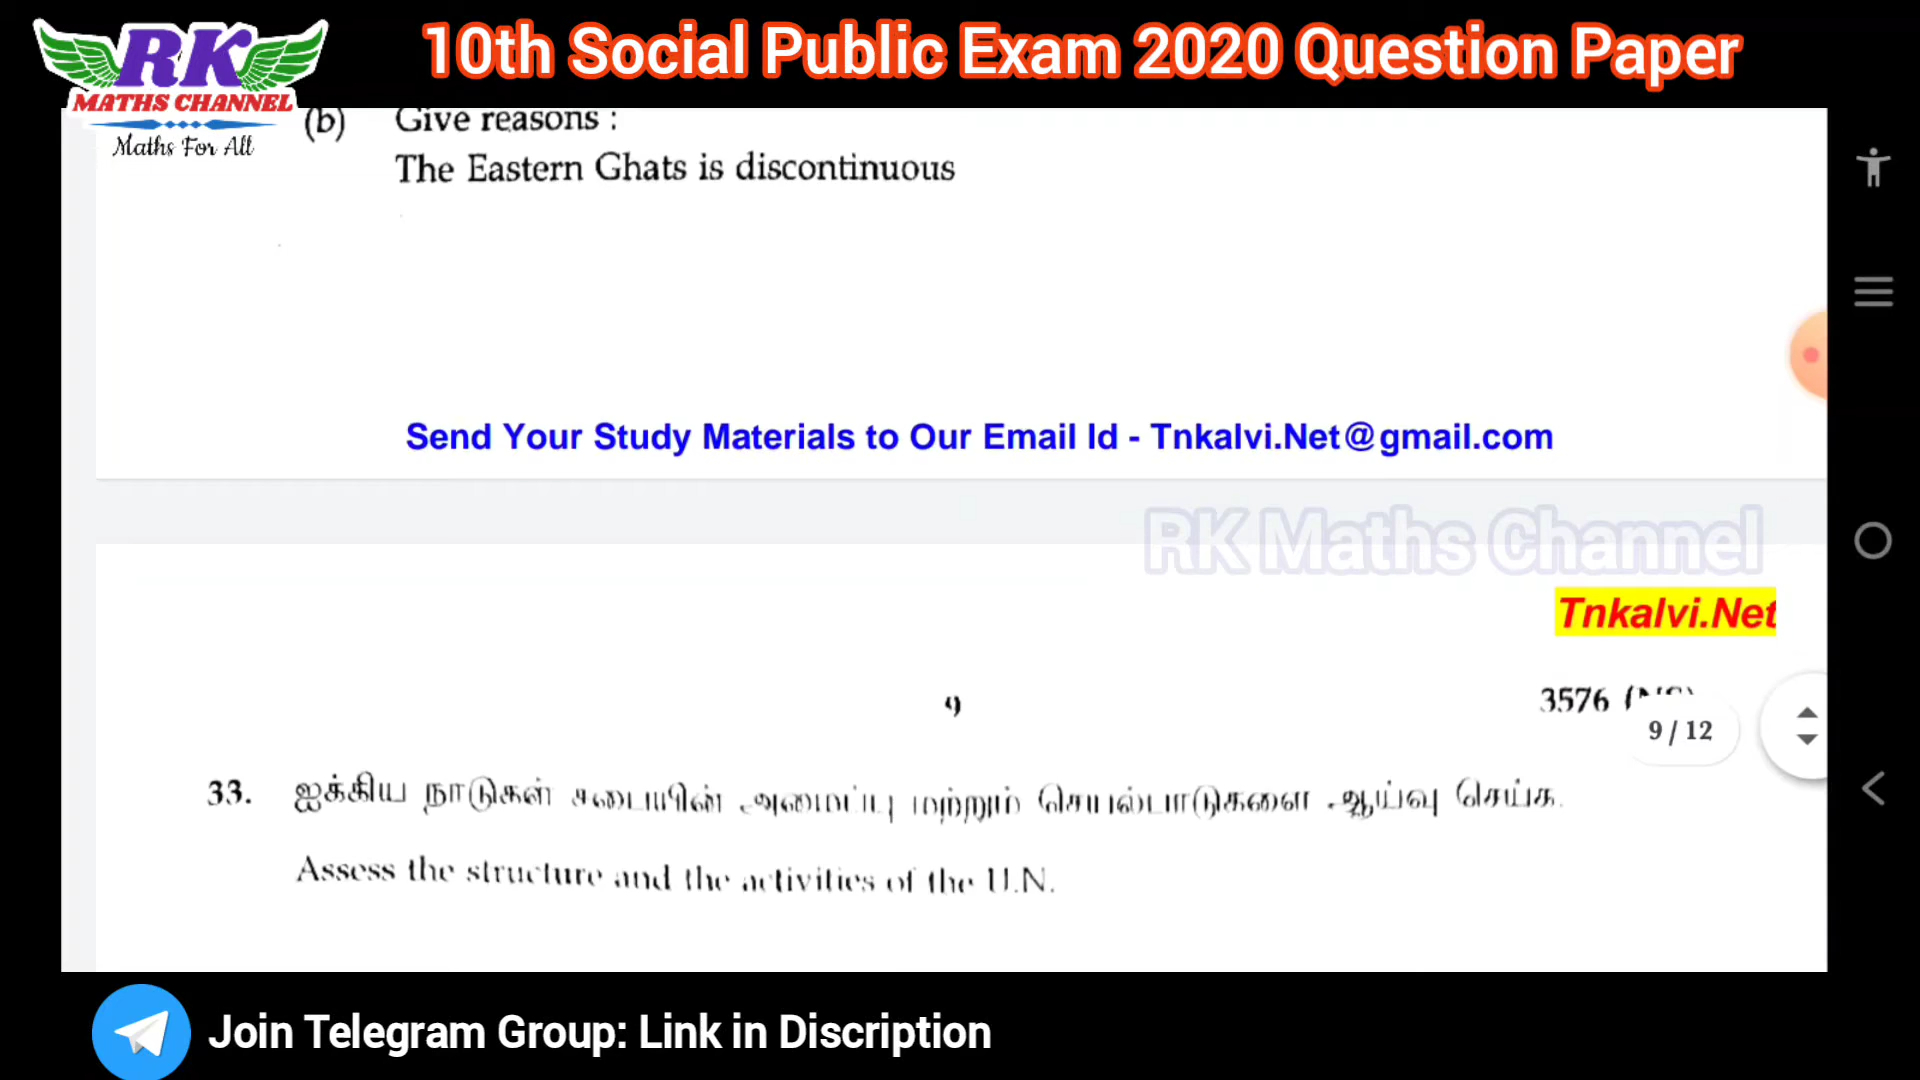 RK
MATHS CHANNEL
Maths For All
10th Social Public Exam 2020 Question Paper
(b) Give reasons :
The Eastern Ghats is discontinuous
Send Your Study Materials to Our Email Id - Tnkalvi.Net@gmail.com
RK Maths Channel
Tnkalvi.Net
9
3576
9 / 12
33. ஐக்கிய நாடுகள் சபையின் அமைப்பு மற்றும் செயல்பாடுகளை ஆய்வு செய்க.
Assess the structure and the activities of the U.N.
Join Telegram Group: Link in Discription